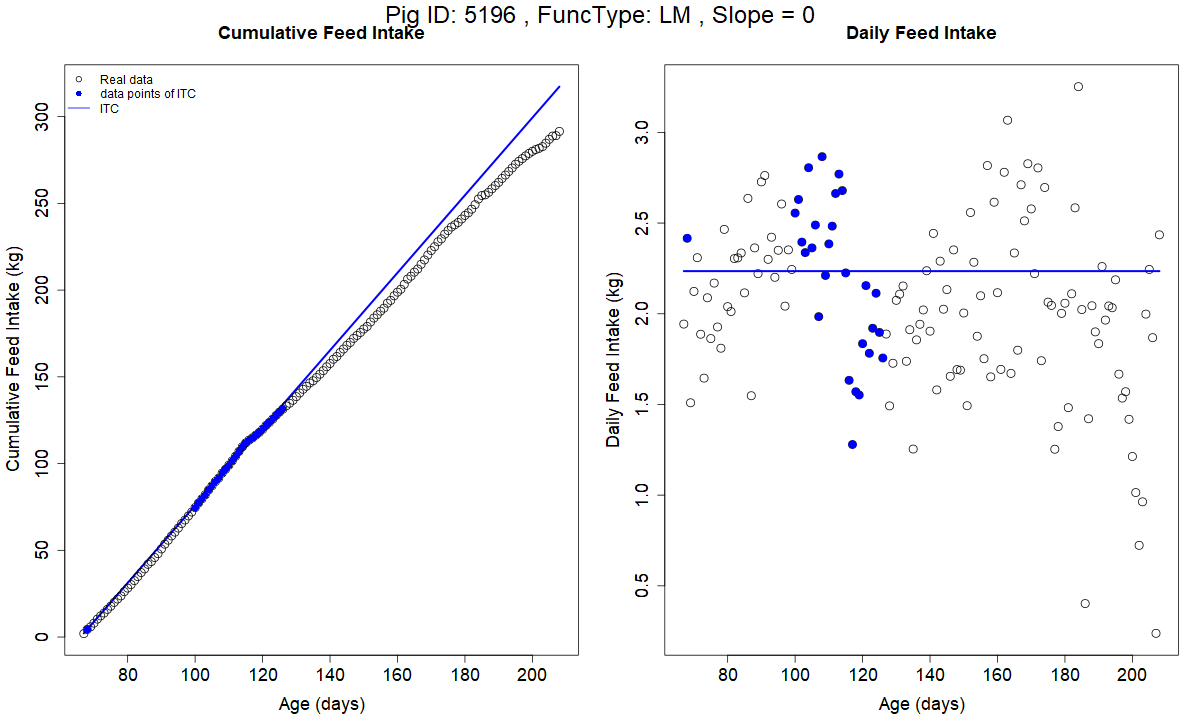 Pig ID: 5196 , FuncType: LM , Slope = 0
Cumulative Feed Intake
Daily Feed Intake
Real data
data points of ITC
ITC
Cumulative Feed Intake (kg)
0
50
100
150
200
250
300
80
100
120
140
160
180
200
Age (days)
Daily Feed Intake (kg)
0.5
1.0
1.5
2.0
2.5
3.0
80
100
120
140
160
180
200
Age (days)